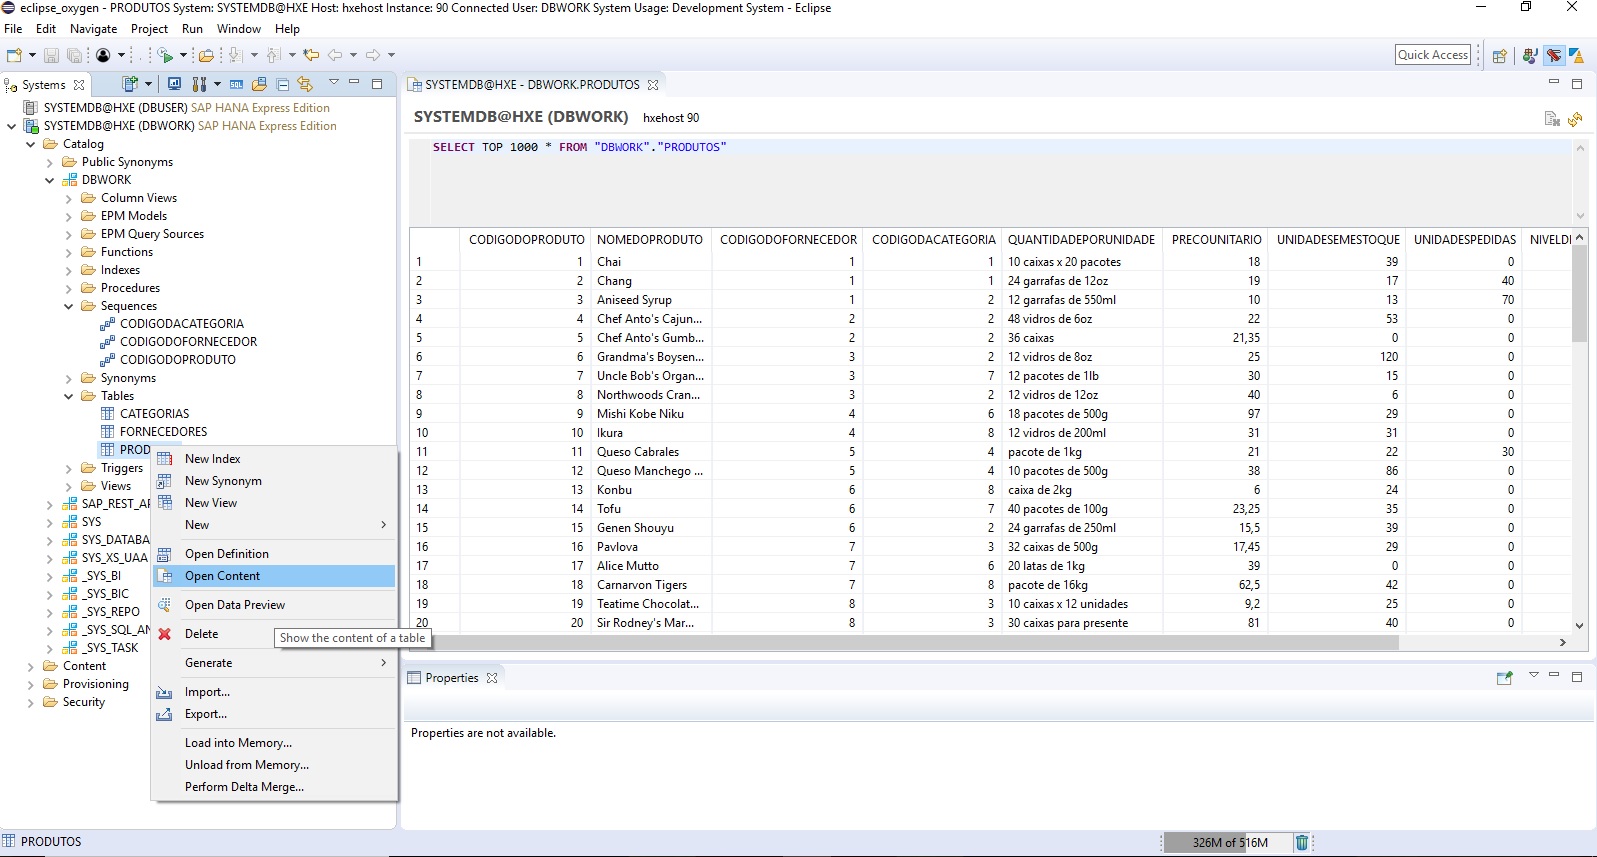 eclipse_oxygen - PRODUTOS System: SYSTEMDB@HXE Host: hxehost Instance: 90 Connected User: DBWORK System Usage: Development System - Eclipse
File Edit Navigate Project Run Window Help
Quick Access
Systems
SYSTEMDB@HXE (DBUSER) SAP HANA Express Edition
SYSTEMDB@HXE (DBWORK) SAP HANA Express Edition
Catalog
Public Synonyms
DBWORK
Column Views
EPM Models
EPM Query Sources
Functions
Indexes
Procedures
Sequences
CODIGODACATEGORIA
CODIGODOFORNECEDOR
CODIGODOPRODUTO
Synonyms
Tables
CATEGORIAS
FORNECEDORES
PROD
Triggers
Views
SAP_REST_AP
SYS
SYS_DATABA
SYS_XS_UAA
_SYS_BI
_SYS_BIC
_SYS_REPO
_SYS_SQL_AN
_SYS_TASK
Content
Provisioning
Security
New Index
New Synonym
New View
New
Open Definition
Open Content
Open Data Preview
Delete
Show the content of a table
Generate
Import...
Export...
Load into Memory...
Unload from Memory...
Perform Delta Merge...
SYSTEMDB@HXE - DBWORK.PRODUTOS
SYSTEMDB@HXE (DBWORK) hxehost 90
SELECT TOP 1000 * FROM "DBWORK"."PRODUTOS"
CODIGODOPRODUTO NOMEDOPRODUTO CODIGODOFORNECEDOR CODIGODACATEGORIA QUANTIDADEPORUNIDADE PRECOUNITARIO UNIDADESEMESTOQUE UNIDADESPEDIDAS NIVELDI
1 1 Chai 1 1 10 caixas x 20 pacotes 18 39 0
2 2 Chang 1 1 24 garrafas de 12oz 19 17 40
3 3 Aniseed Syrup 1 2 12 garrafas de 550ml 10 13 70
4 4 Chef Anto's Cajun... 2 2 48 vidros de 6oz 22 53 0
5 5 Chef Anto's Gumb... 2 2 36 caixas 21,35 0 0
6 6 Grandma's Boysen... 3 2 12 vidros de 8oz 25 120 0
7 7 Uncle Bob's Organ... 3 7 12 pacotes de 1lb 30 15 0
8 8 Northwoods Cran... 3 2 12 vidros de 12oz 40 6 0
9 9 Mishi Kobe Niku 4 6 18 pacotes de 500g 97 29 0
10 10 Ikura 4 8 12 vidros de 200ml 31 31 0
11 11 Queso Cabrales 5 4 pacote de 1kg 21 22 30
12 12 Queso Manchego ... 5 4 10 pacotes de 500g 38 86 0
13 13 Konbu 6 8 caixa de 2kg 6 24 0
14 14 Tofu 6 7 40 pacotes de 100g 23,25 35 0
15 15 Genen Shouyu 6 2 24 garrafas de 250ml 15,5 39 0
16 16 Pavlova 7 3 32 caixas de 500g 17,45 29 0
17 17 Alice Mutto 7 6 20 latas de 1kg 39 0 0
18 18 Carnarvon Tigers 7 8 pacote de 16kg 62,5 42 0
19 19 Teatime Chocolat... 8 3 10 caixas x 12 unidades 9,2 25 0
20 20 Sir Rodney's Mar... 8 3 30 caixas para presente 81 40 0
Properties
Properties are not available.
PRODUTOS
326M of 516M